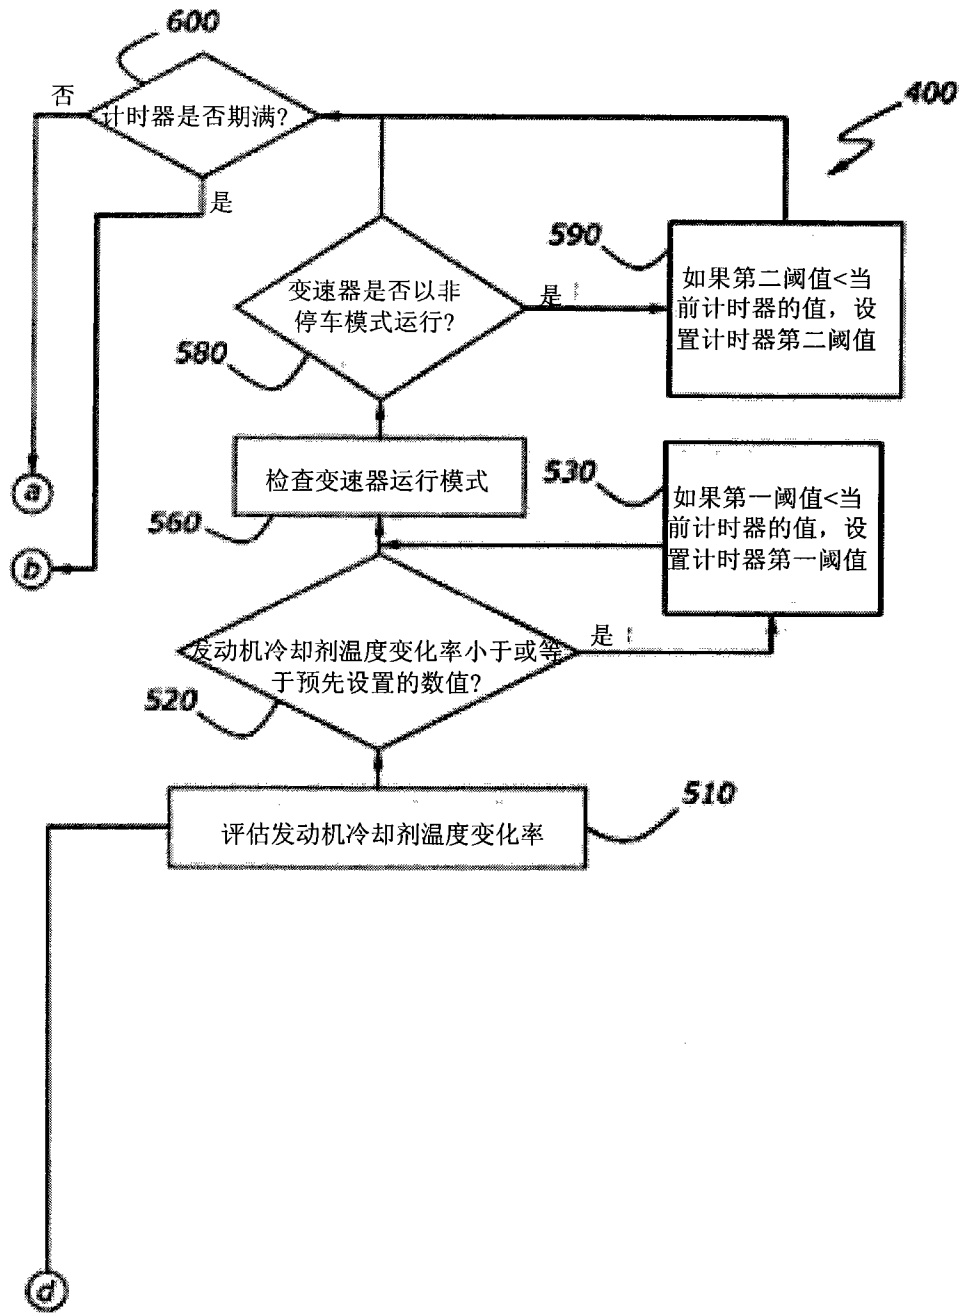 600
否
计时器是否期满?
400
是
590
如果第二阈值<当
前计时器的值，设
置计时器第二阈值
变速器是否以非
停车模式运行?
是
580
检查变速器运行模式
560
530
如果第一阈值<当
前计时器的值，设
置计时器第一阈值
a
b
发动机冷却剂温度变化率小于或等
于预先设置的数值?
是
520
510
评估发动机冷却剂温度变化率
d